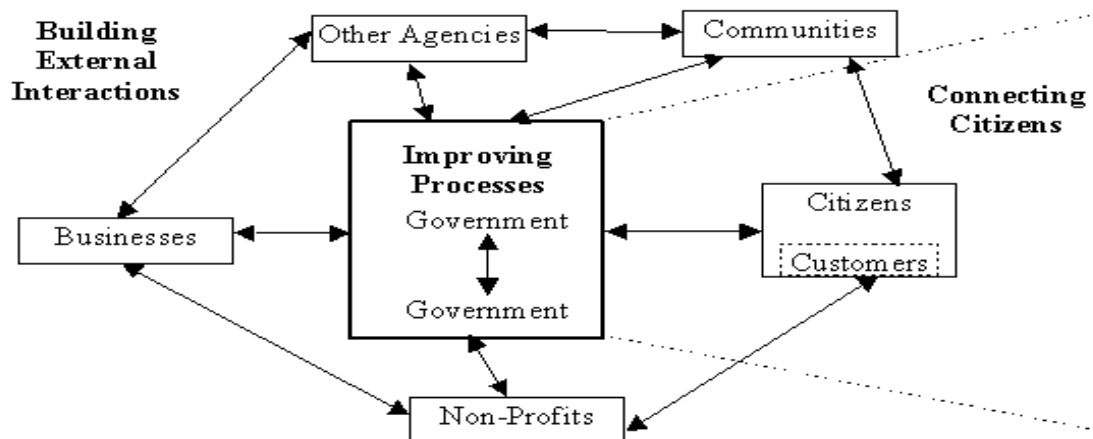 Building
External
Interactions
Other Agencies
Communities
Connecting
Citizens
Improving
Processes
Government
Government
Businesses
Citizens
Customers
Non-Profits